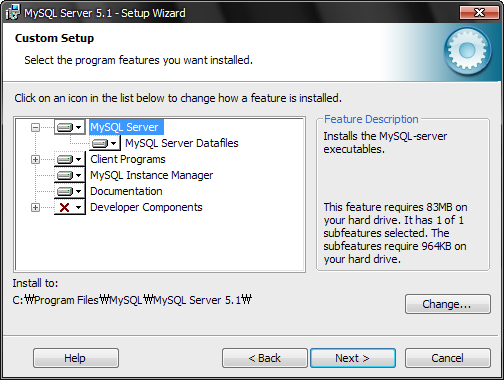 MySQL Server 5.1 - Setup Wizard
Custom Setup
Select the program features you want installed.
Click on an icon in the list below to change how a feature is installed.
MySQL Server
MySQL Server Datafiles
Client Programs
MySQL Instance Manager
Documentation
Developer Components
Feature Description
Installs the MySQL-server
executables.
This feature requires 83MB on
your hard drive. It has 1 of 1
subfeatures selected. The
subfeatures require 964KB on
your hard drive.
Install to:
C:₩Program Files₩MySQL₩MySQL Server 5.1₩
Change...
Help
< Back
Next >
Cancel